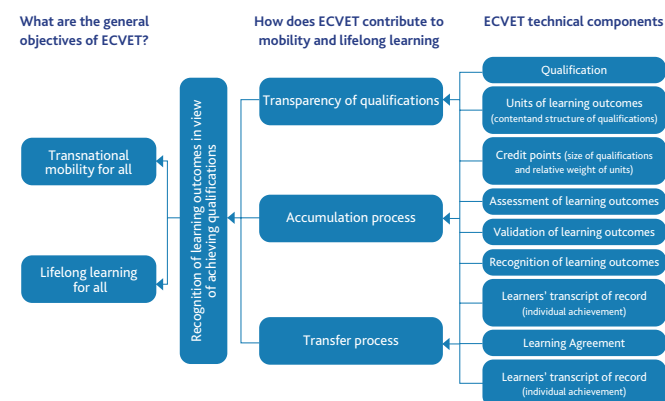 What are the general
objectives of ECVET?
How does ECVET contribute to
mobility and lifelong learning
ECVET technical components
Transnational
mobility for all
Lifelong learning
for all
Recognition of learning outcomes in view
of achieving qualifications
Transparency of qualifications
Accumulation process
Transfer process
Qualification
Units of learning outcomes
(contentand structure of qualifications)
Credit points (size of qualifications
and relative weight of units)
Assessment of learning outcomes
Validation of learning outcomes
Recognition of learning outcomes
Learners' transcript of record
(individual achievement)
Learning Agreement
Learners' transcript of record
(individual achievement)